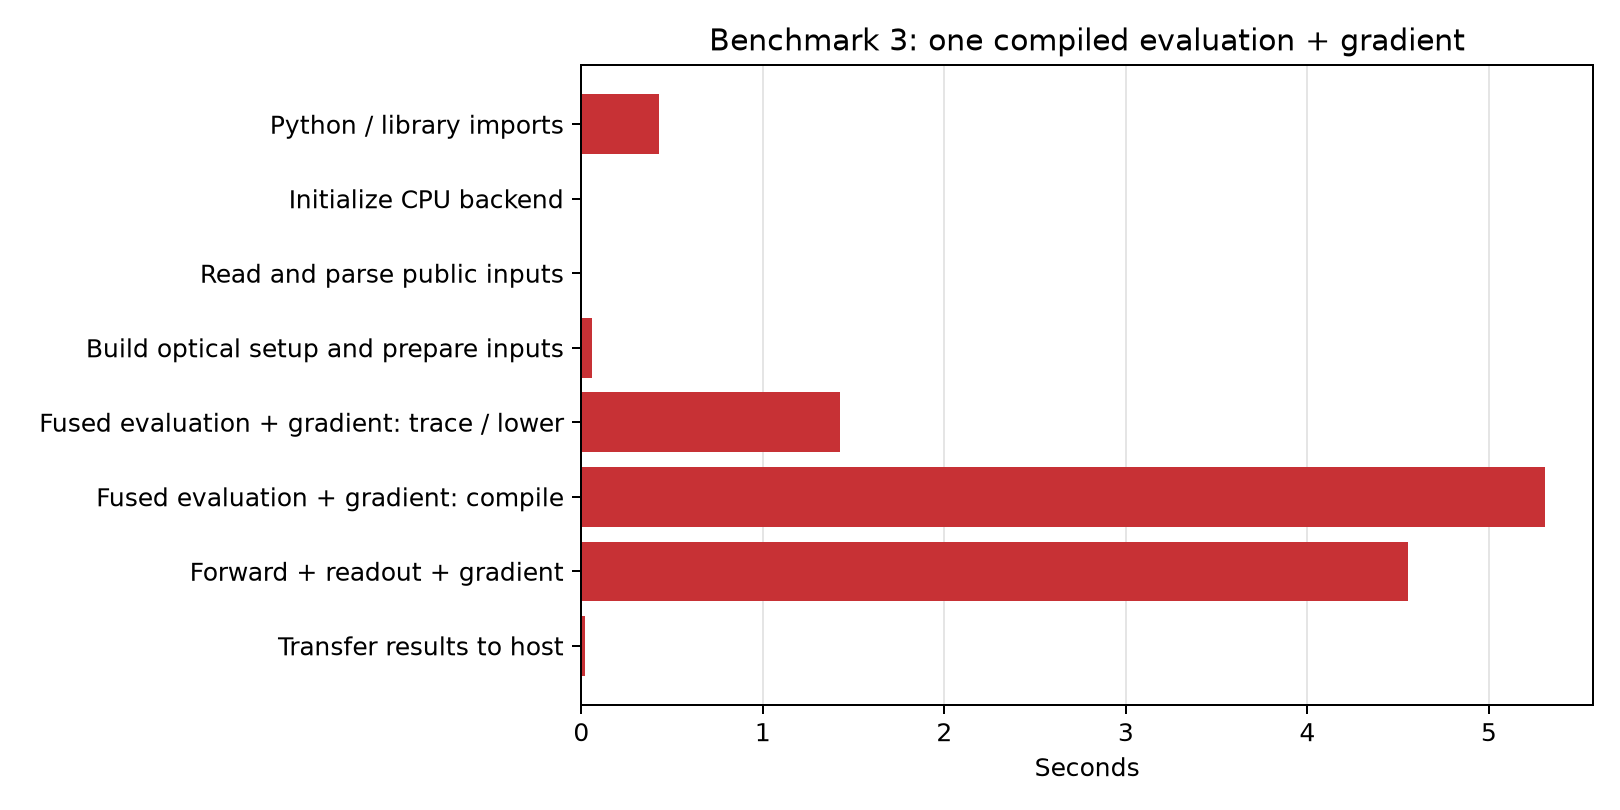 Benchmark 3: one compiled evaluation + gradient
Python / library imports
Initialize CPU backend
Read and parse public inputs
Build optical setup and prepare inputs
Fused evaluation + gradient: trace / lower
Fused evaluation + gradient: compile
Forward + readout + gradient
Transfer results to host
0 1 2 3 4 5
Seconds